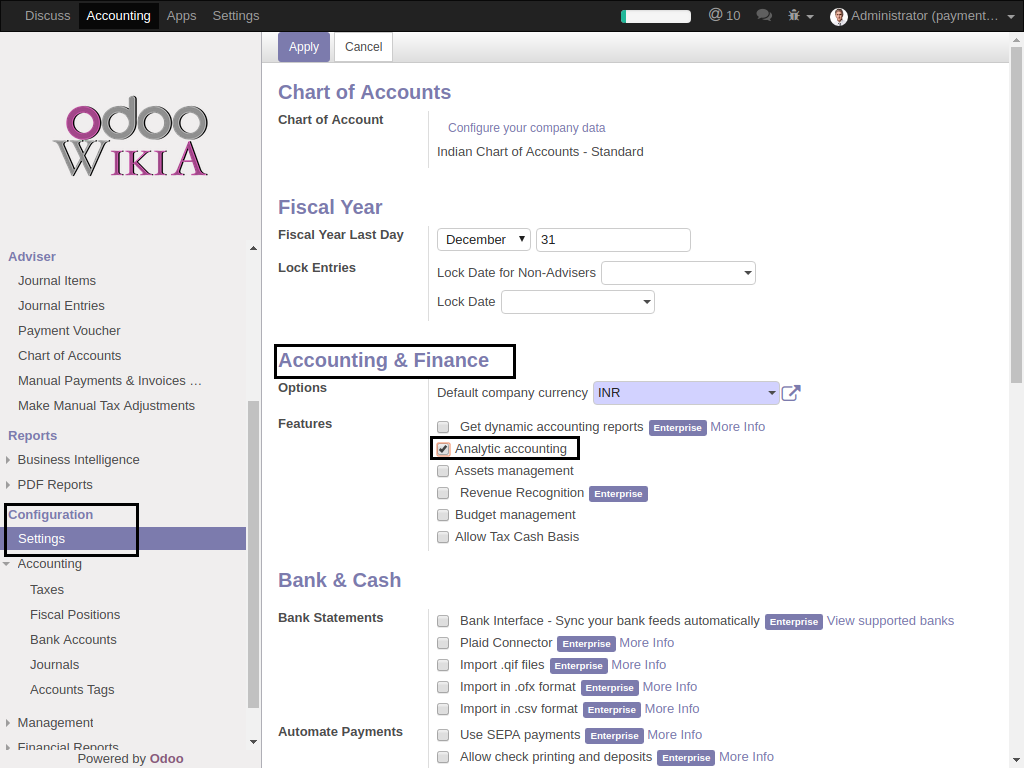 Discuss Accounting Apps Settings @ 10 Administrator (payment…
Apply Cancel
odoo
WIKIA
Adviser
Journal Items
Journal Entries
Payment Voucher
Chart of Accounts
Manual Payments & Invoices …
Make Manual Tax Adjustments
Reports
Business Intelligence
PDF Reports
Configuration
Settings
Accounting
Taxes
Fiscal Positions
Bank Accounts
Journals
Accounts Tags
Management
Financial Reports
Powered by Odoo
Chart of Accounts
Chart of Account
Configure your company data
Indian Chart of Accounts - Standard
Fiscal Year
Fiscal Year Last Day December 31
Lock Entries Lock Date for Non-Advisers
Lock Date
Accounting & Finance
Options Default company currency INR
Features Get dynamic accounting reports Enterprise More Info
Analytic accounting
Assets management
Revenue Recognition Enterprise
Budget management
Allow Tax Cash Basis
Bank & Cash
Bank Statements Bank Interface - Sync your bank feeds automatically Enterprise View supported banks
Plaid Connector Enterprise More Info
Import .qif files Enterprise More Info
Import in .ofx format Enterprise More Info
Import in .csv format Enterprise More Info
Automate Payments Use SEPA payments Enterprise More Info
Allow check printing and deposits Enterprise More Info